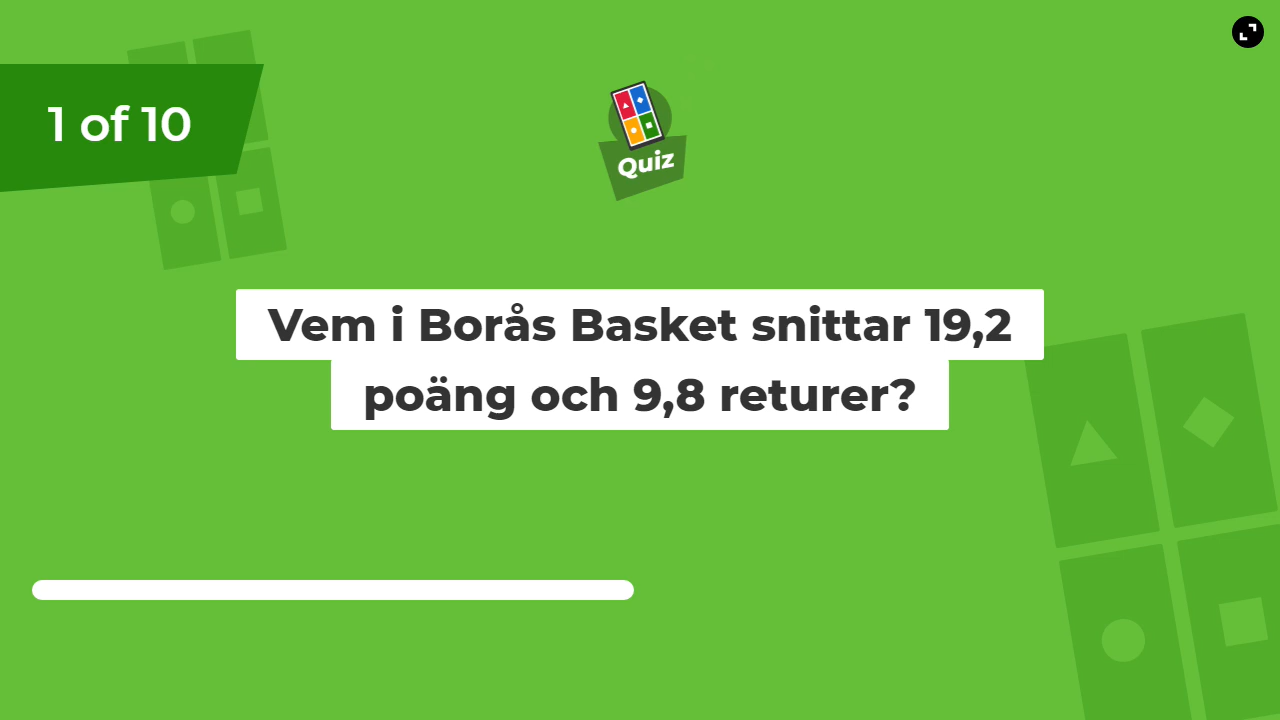 1 of 10
Quiz
Vem i Borås Basket snittar 19,2
poäng och 9,8 returer?